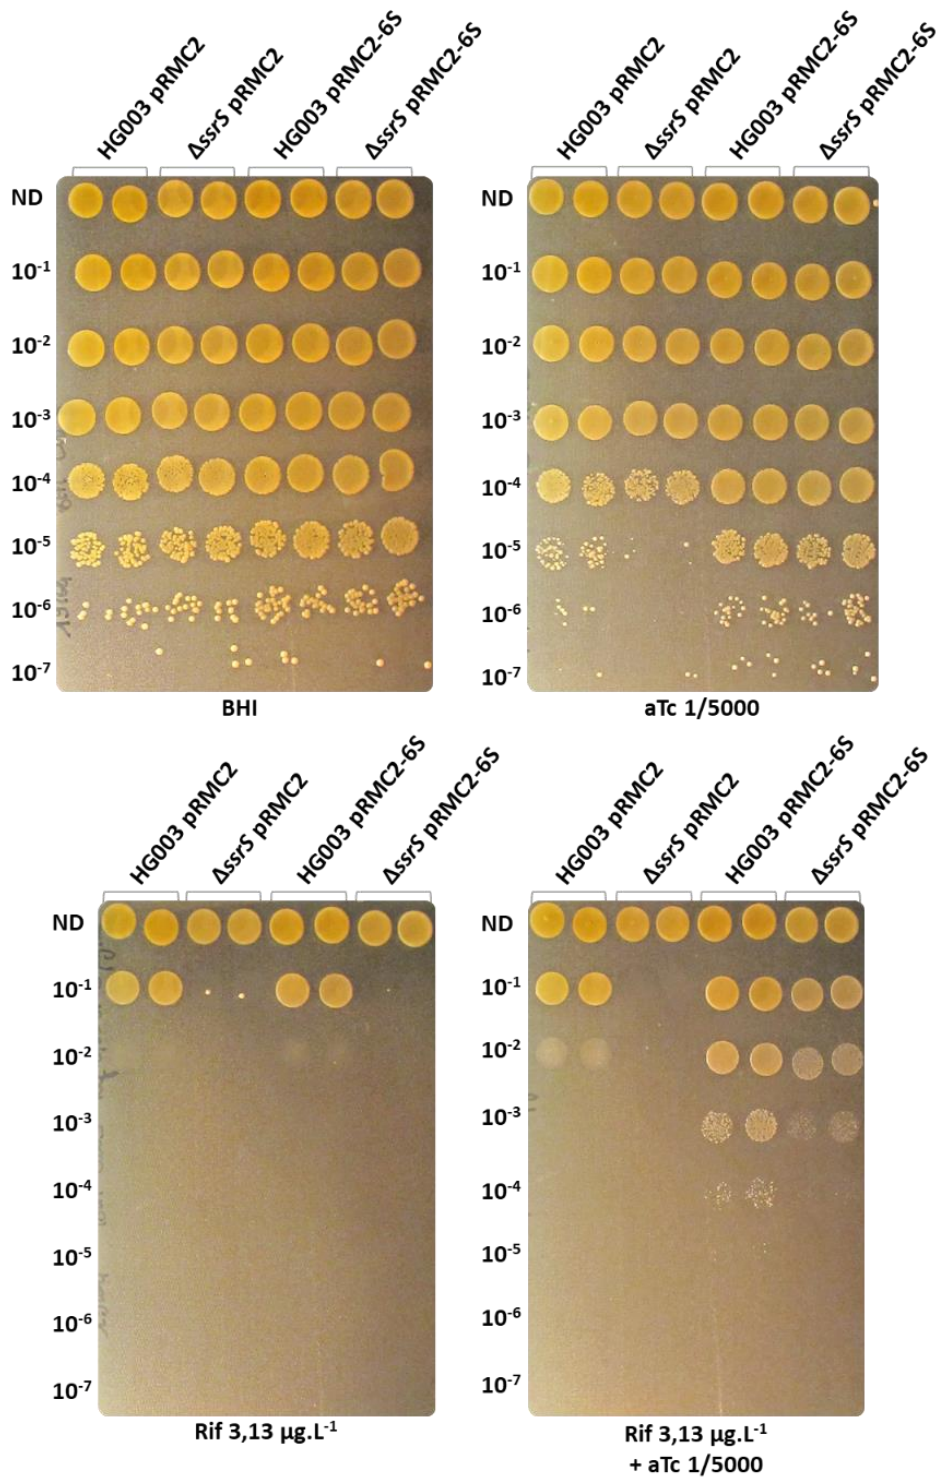 HG003 pRMC2
ΔssrS pRMC2
HG003 pRMC2-6S
ΔssrS pRMC2-6S
ND
10⁻¹
10⁻²
10⁻³
10⁻⁴
10⁻⁵
10⁻⁶
10⁻⁷
BHI
HG003 pRMC2
ΔssrS pRMC2
HG003 pRMC2-6S
ΔssrS pRMC2-6S
ND
10⁻¹
10⁻²
10⁻³
10⁻⁴
10⁻⁵
10⁻⁶
10⁻⁷
aTc 1/5000
HG003 pRMC2
ΔssrS pRMC2
HG003 pRMC2-6S
ΔssrS pRMC2-6S
ND
10⁻¹
10⁻²
10⁻³
10⁻⁴
10⁻⁵
10⁻⁶
10⁻⁷
Rif 3,13 µg.L⁻¹
HG003 pRMC2
ΔssrS pRMC2
HG003 pRMC2-6S
ΔssrS pRMC2-6S
ND
10⁻¹
10⁻²
10⁻³
10⁻⁴
10⁻⁵
10⁻⁶
10⁻⁷
Rif 3,13 µg.L⁻¹
+ aTc 1/5000